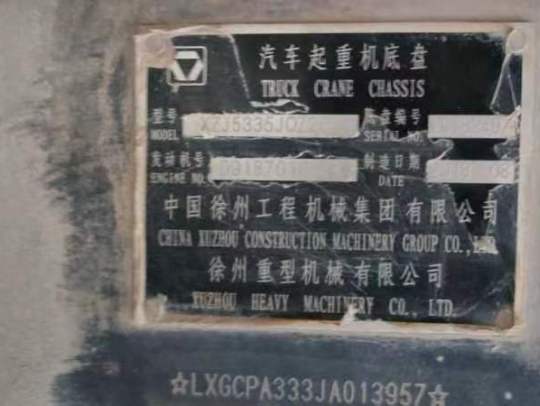 汽车起重机底盘
TRUCK CRANE CHASSIS
型号 底盘编号
MODEL XZJ5335JQZ SERIAL NO.
发动机号 制造日期
ENGINE NO. DATE
中国徐州工程机械集团有限公司
CHINA XUZHOU CONSTRUCTION MACHINERY GROUP CO.,LTD.
徐州重型机械有限公司
XUZHOU HEAVY MACHINERY CO., LTD.
☆LXGCPA333JA013957☆